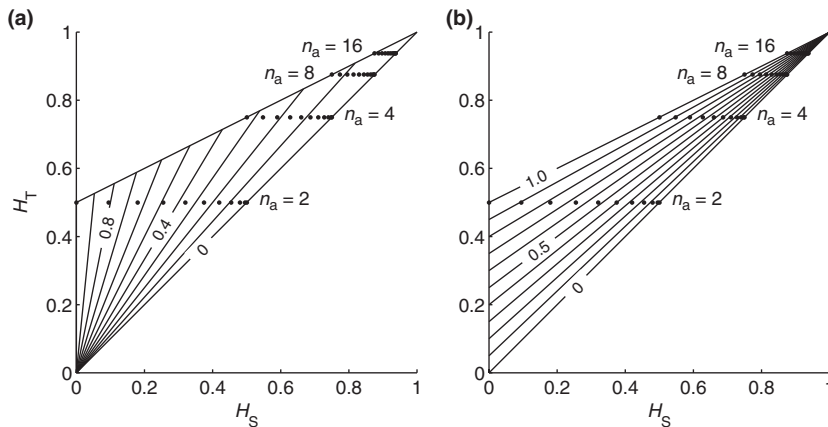 (a)
1
0.8
0.6
0.4
0.2
0
H_T
n_a = 16
n_a = 8
n_a = 4
n_a = 2
0.8
0.4
0
0
0.2
0.4
0.6
0.8
1
H_S
(b)
1
0.8
0.6
0.4
0.2
0
n_a = 16
n_a = 8
n_a = 4
n_a = 2
1.0
0.5
0
0
0.2
0.4
0.6
0.8
1
H_S